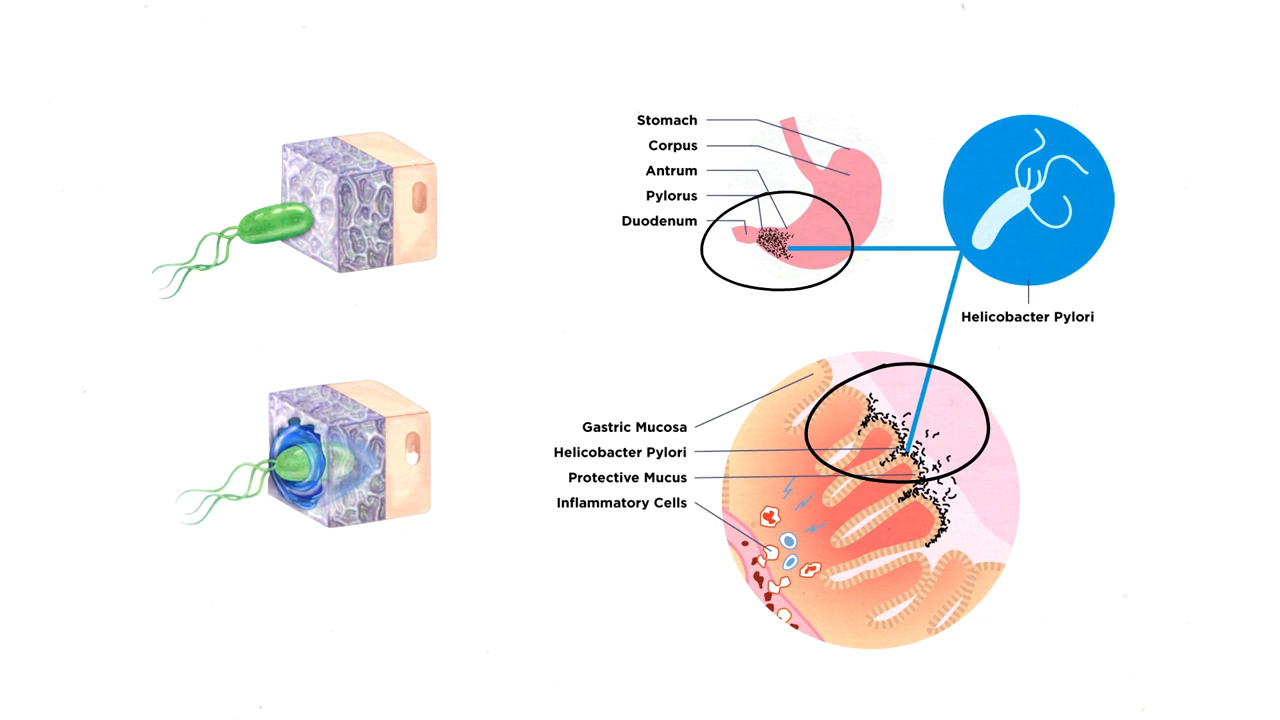 Stomach
Corpus
Antrum
Pylorus
Duodenum
Helicobacter Pylori
Gastric Mucosa
Helicobacter Pylori
Protective Mucus
Inflammatory Cells